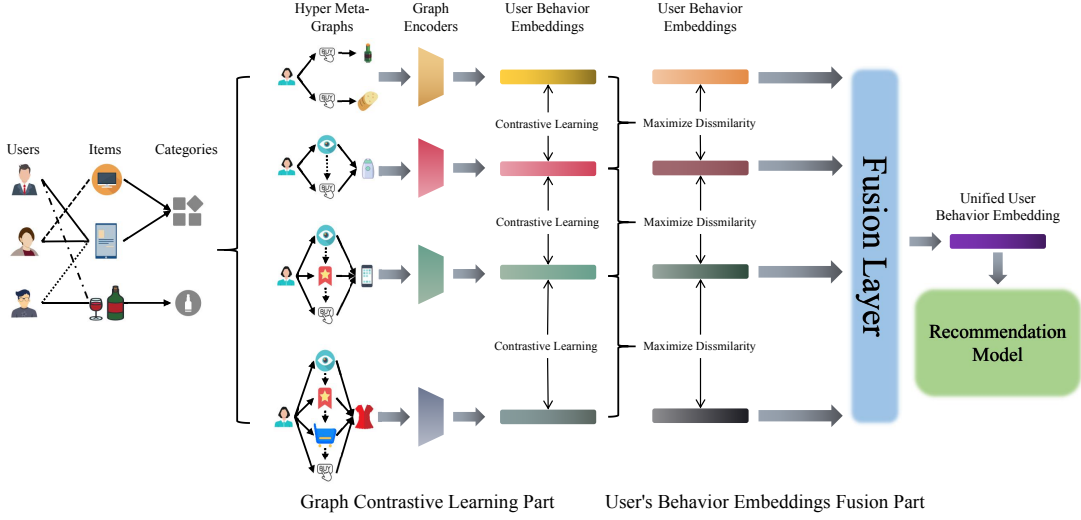 Hyper Meta-
Graphs
Graph
Encoders
User Behavior
Embeddings
User Behavior
Embeddings
Users
Items
Categories
BUY
BUY
BUY
BUY
BUY
Contrastive Learning
Contrastive Learning
Contrastive Learning
Maximize Dissmilarity
Maximize Dissmilarity
Maximize Dissmilarity
Fusion Layer
Unified User
Behavior Embedding
Recommendation
Model
Graph Contrastive Learning Part
User's Behavior Embeddings Fusion Part